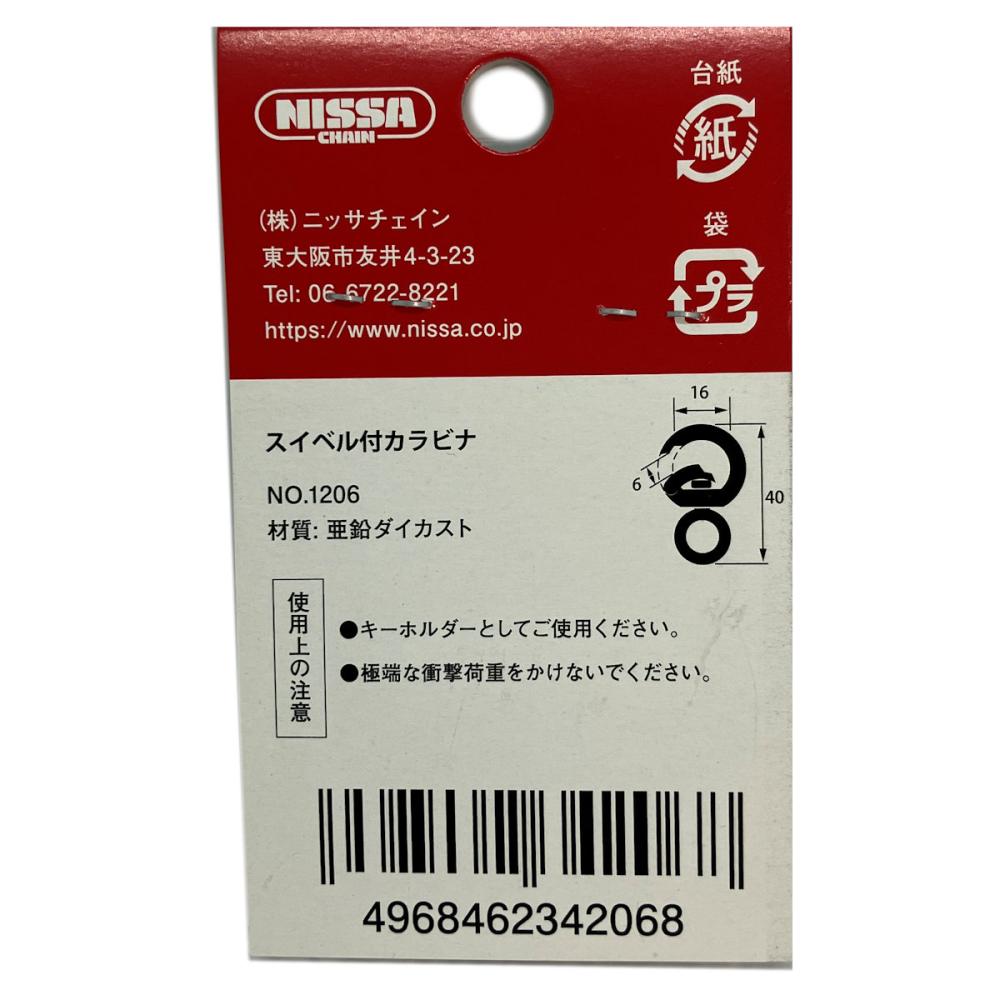 NISSA
CHAIN
(株)ニッサチェイン
東大阪市友井4-3-23
Tel: 06-6722-8221
https://www.nissa.co.jp
台紙
紙
袋
プラ
スイベル付カラビナ
NO.1206
材質: 亜鉛ダイカスト
16
6
40
使用上の注意
●キーホルダーとしてご使用ください。
●極端な衝撃荷重をかけないでください。
4968462342068